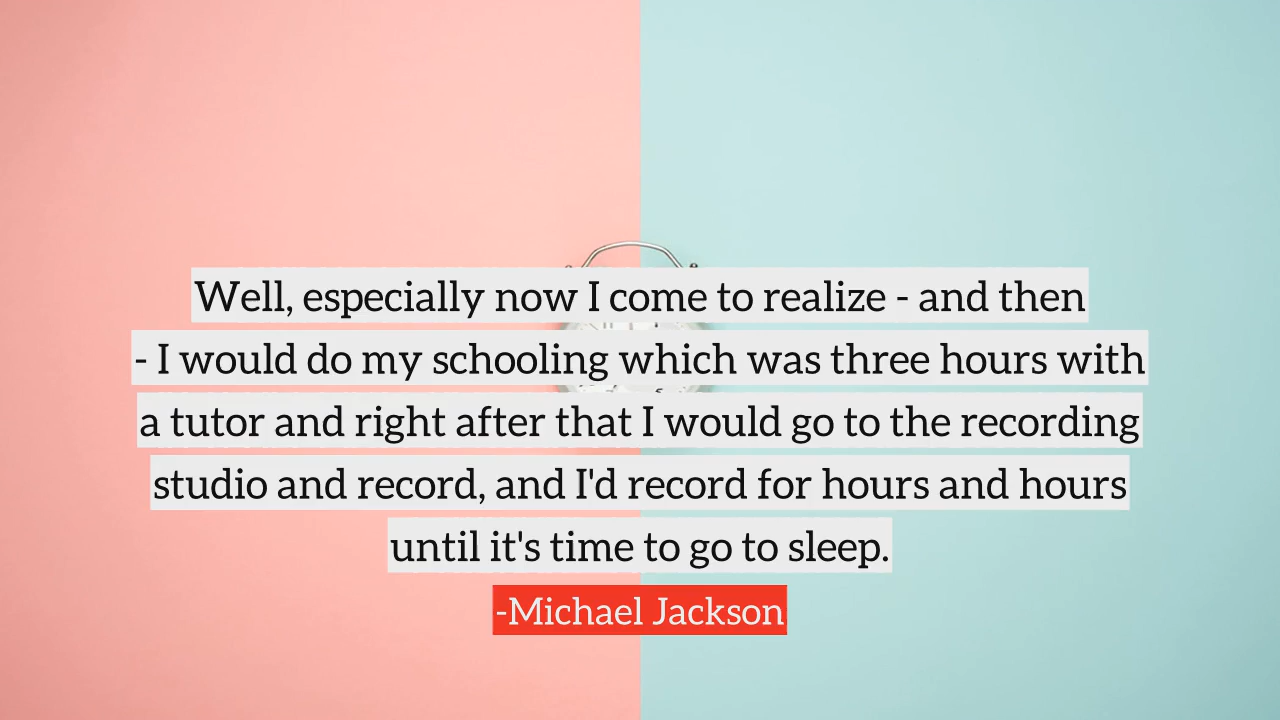 Well, especially now I come to realize - and then
- I would do my schooling which was three hours with
a tutor and right after that I would go to the recording
studio and record, and I'd record for hours and hours
until it's time to go to sleep.
-Michael Jackson